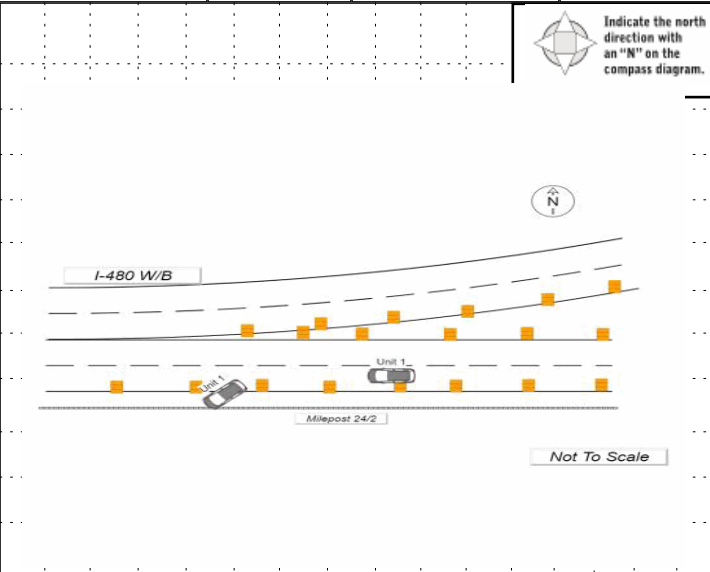 Indicate the north
direction with
an “N” on the
compass diagram.
N
I-480 W/B
Unit 1
Unit 1
Milepost 24/2
Not To Scale